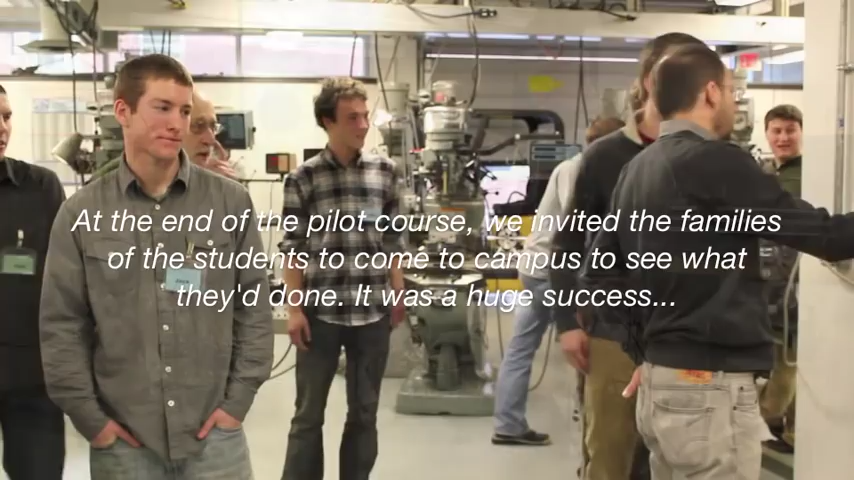 At the end of the pilot course, we invited the families
of the students to come to campus to see what
they'd done. It was a huge success...